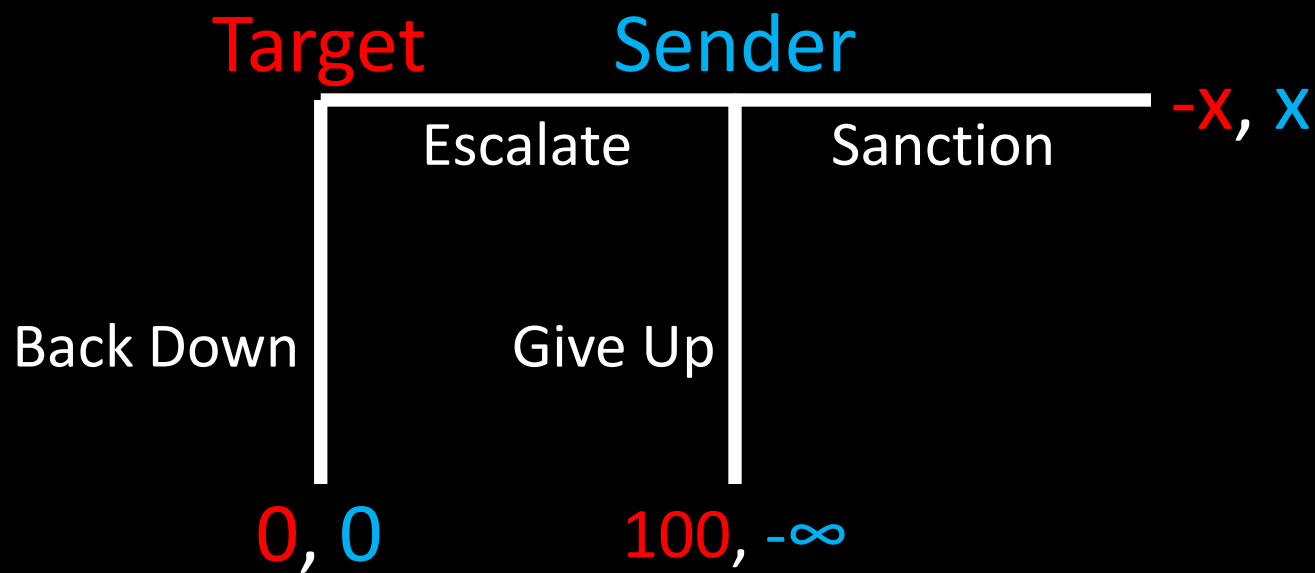 Target Sender
-x, x
Escalate Sanction
Back Down Give Up
0, 0 100, -∞